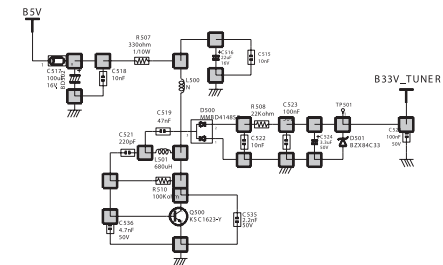 B5V
R507
330ohm
1/10W
C516
22uF
16V
C515
10nF
C517
100uF
16V
C518
10nF
L500
B33V_TUNER
C519
47nF
D500
MMBD4148SE
R508
22Kohm
C523
100nF
TP501
C521
220pF
L501
680uH
C522
10nF
C524
3.3uF
50V
D501
BZX84C33
100nF
50V
R510
100Kohm
Q500
KSC1623-Y
C535
2.2nF
50V
C536
4.7nF
50V